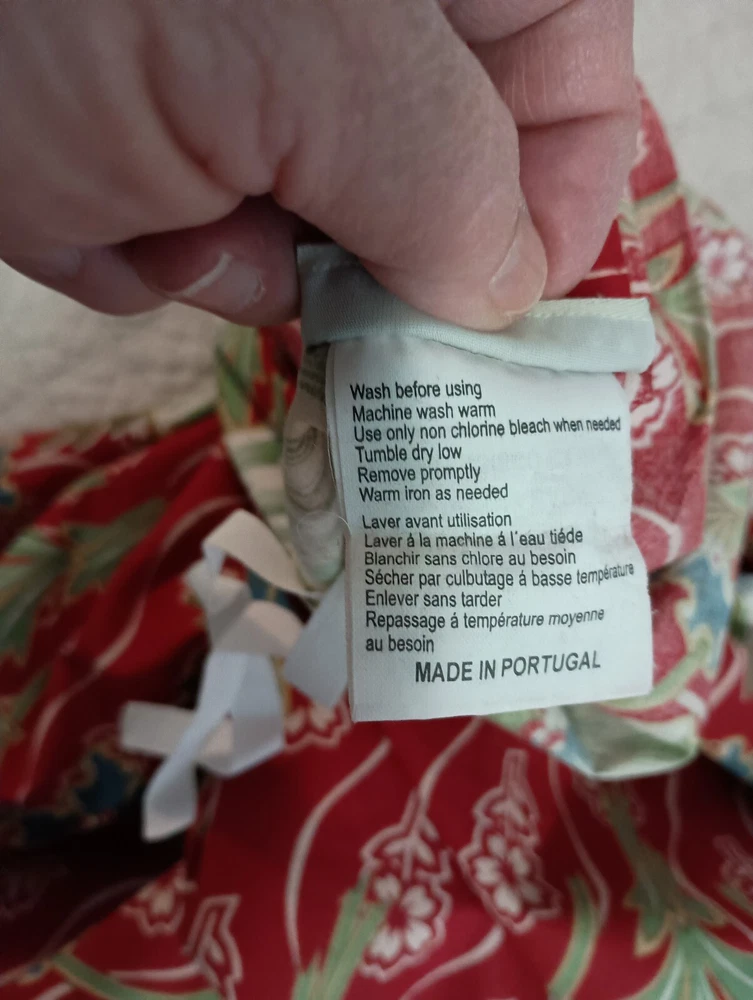 Wash before using
Machine wash warm
Use only non chlorine bleach when needed
Tumble dry low
Remove promptly
Warm iron as needed
Laver avant utilisation
Laver á la machine á l'eau tiéde
Blanchir sans chlore au besoin
Sécher par culbutage á basse température
Enlever sans tarder
Repassage á température moyenne
au besoin
MADE IN PORTUGAL